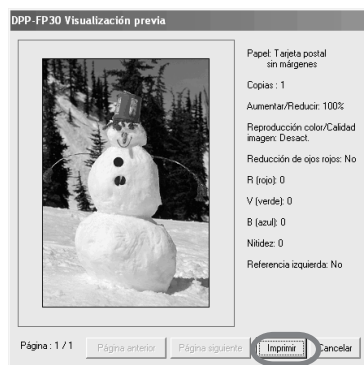 DPP-FP30 Visualización previa
Papel: Tarjeta postal
sin márgenes
Copias : 1
Aumentar/Reducir: 100%
Reproducción color/Calidad
imagen: Desact.
Reducción de ojos rojos: No
R (rojo): 0
V (verde): 0
B (azul): 0
Nitidez: 0
Referencia izquierda: No
Página : 1 / 1 Página anterior Página siguiente Imprimir Cancelar